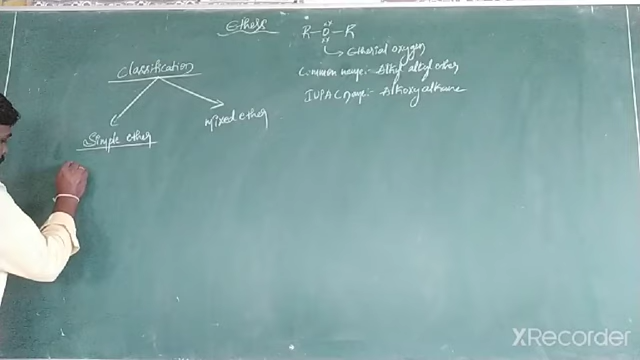 Ethers
R-O-R
Etherial oxygen
Common name:- Alkyl alkyl ether
IUPAC name:- Alkoxy alkane
Classification
Simple ether
Mixed ether
XRecorder